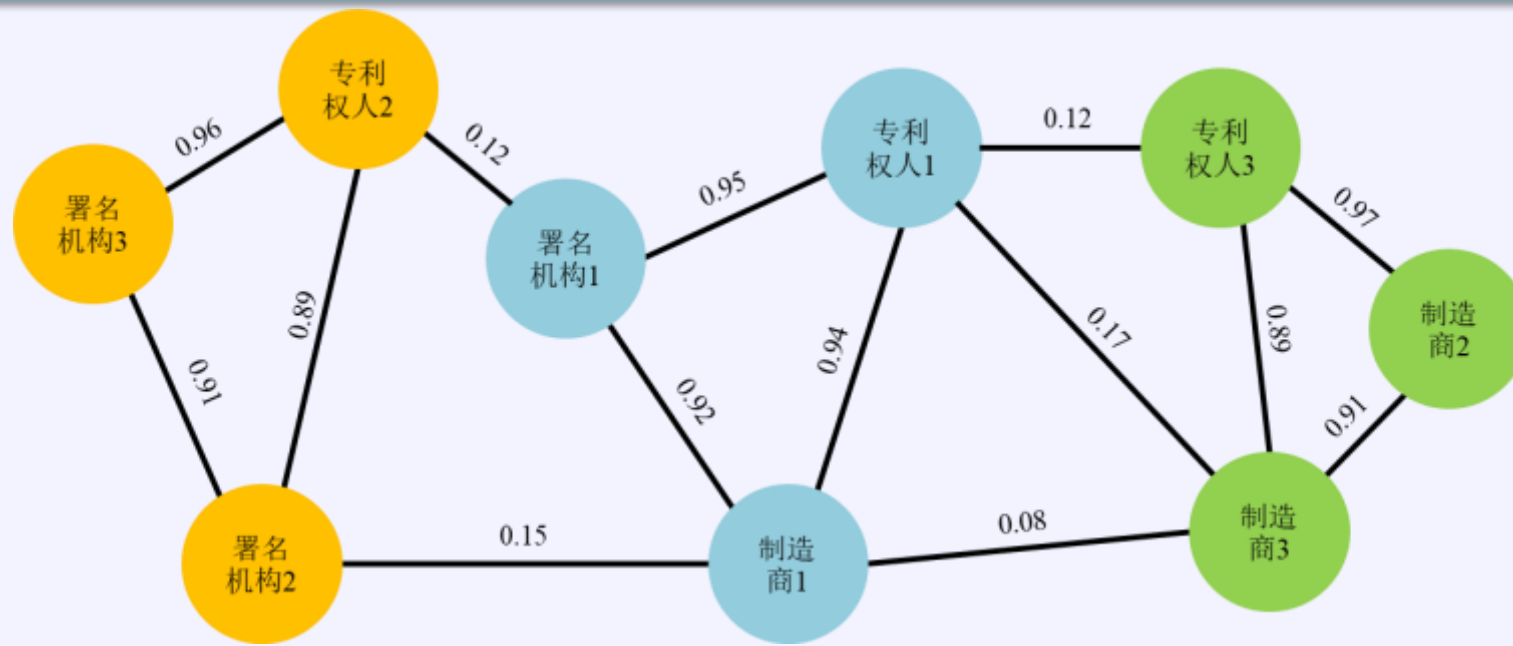 专利
权人2
0.96
0.12
署名
机构3
专利
权人1
0.12
专利
权人3
0.95
0.97
署名
机构1
0.89
0.91
0.94
0.17
0.89
制造
商2
0.92
0.91
署名
机构2
0.15
制造
商1
0.08
制造
商3